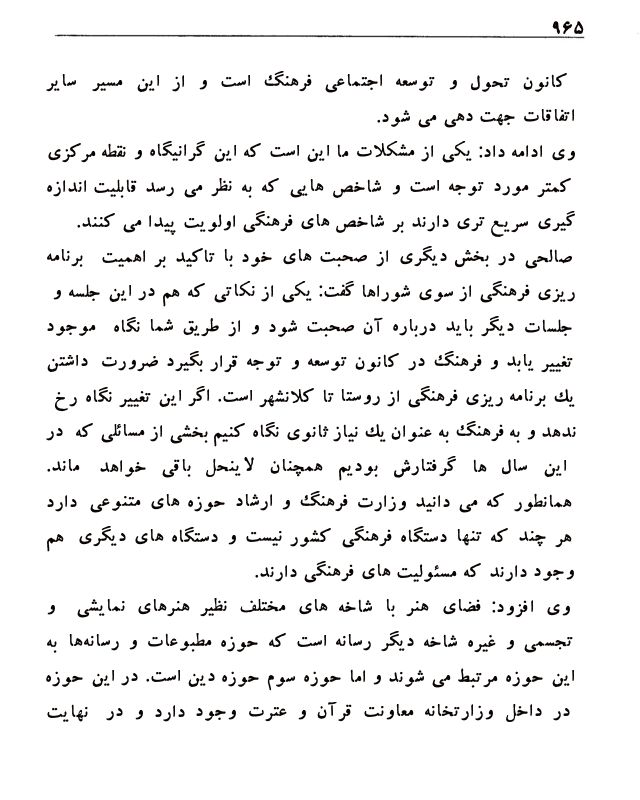 ۹۶۵
کانون تحول و توسعه اجتماعی فرهنگ است و از این مسیر سایر
اتفاقات جهت دهی می شود.
وی ادامه داد: یکی از مشکلات ما این است که این گرانیگاه و نقطه مرکزی
کمتر مورد توجه است و شاخص هایی که به نظر می رسد قابلیت اندازه
گیری سریع تری دارند بر شاخص های فرهنگی اولویت پیدا می کنند.
صالحی در بخش دیگری از صحبت های خود با تاکید بر اهمیت برنامه
ریزی فرهنگی از سوی شوراها گفت: یکی از نکاتی که هم در این جلسه و
جلسات دیگر باید درباره آن صحبت شود و از طریق شما نگاه موجود
تغییر یابد و فرهنگ در کانون توسعه و توجه قرار بگیرد ضرورت داشتن
یك برنامه ریزی فرهنگی از روستا تا کلانشهر است. اگر این تغییر نگاه رخ
ندهد و به فرهنگ به عنوان یك نیاز ثانوی نگاه کنیم بخشی از مسائلی که در
این سال ها گرفتارش بودیم همچنان لاینحل باقی خواهد ماند.
همانطور که می دانید وزارت فرهنگ و ارشاد حوزه های متنوعی دارد
هر چند که تنها دستگاه فرهنگی کشور نیست و دستگاه های دیگری هم
وجود دارند که مسئولیت های فرهنگی دارند.
وی افزود: فضای هنر با شاخه های مختلف نظیر هنرهای نمایشی و
تجسمی و غیره شاخه دیگر رسانه است که حوزه مطبوعات و رسانه‌ها به
این حوزه مرتبط می شوند و اما حوزه سوم حوزه دین است. در این حوزه
در داخل وزارتخانه معاونت قرآن و عترت وجود دارد و در نهایت